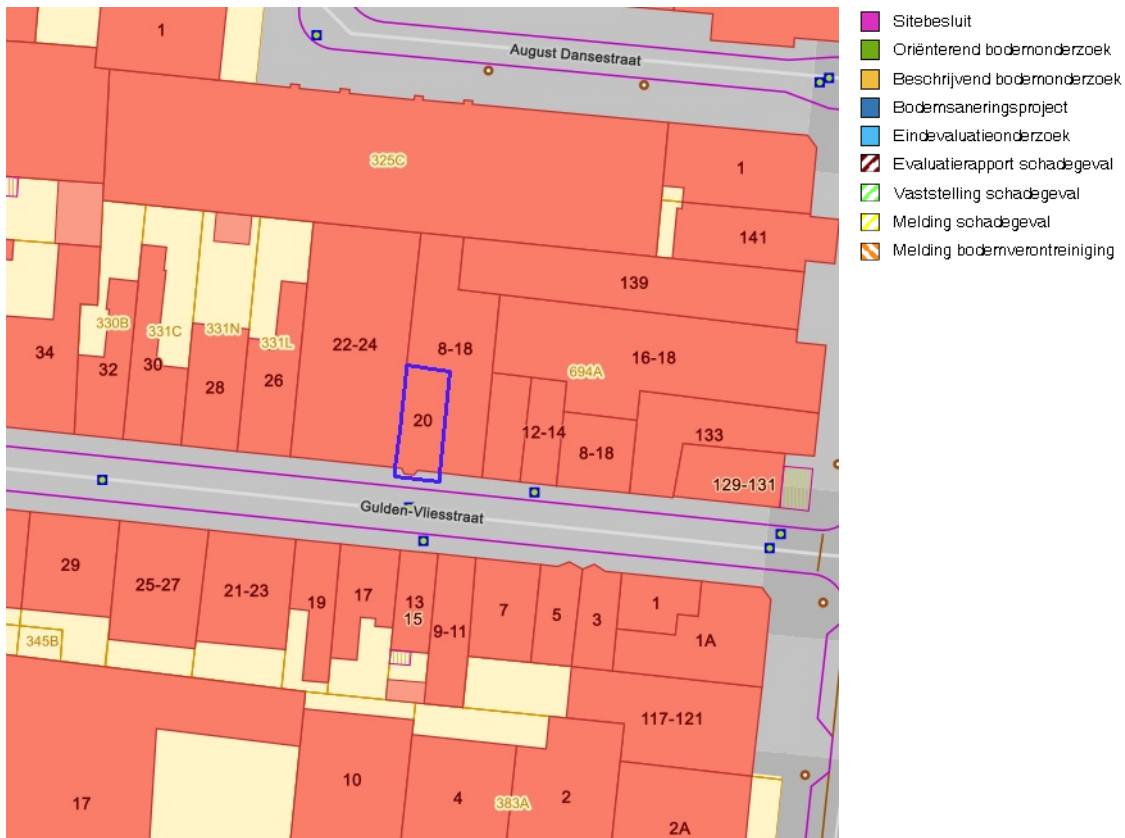 1
August Dansestraat
325C
1
141
139
330B
331C
331N
331L
34
32
30
28
26
22-24
8-18
20
694A
16-18
12-14
8-18
133
129-131
Gulden-Vliesstraat
29
25-27
21-23
19
17
13
15
9-11
7
5
3
1
1A
345B
117-121
17
10
4
383A
2
2A
Sitebesluit
Oriënterend bodemonderzoek
Beschrijvend bodemonderzoek
Bodemsaneringsproject
Eindevaluatieonderzoek
Evaluatierapport schadegeval
Vaststelling schadegeval
Melding schadegeval
Melding bodemverontreiniging